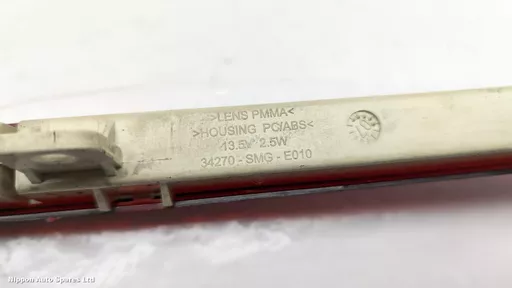 >LENS PMMA<
>HOUSING PC/ABS<
13.5V 2.5W
34270-SMG-E010
Nippon Auto Spares Ltd